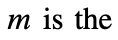 m is the